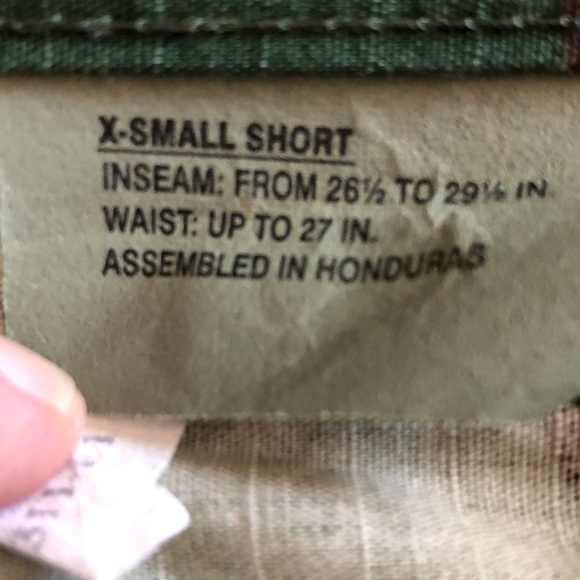 X-SMALL SHORT
INSEAM: FROM 26½ TO 29½ IN.
WAIST: UP TO 27 IN.
ASSEMBLED IN HONDURAS